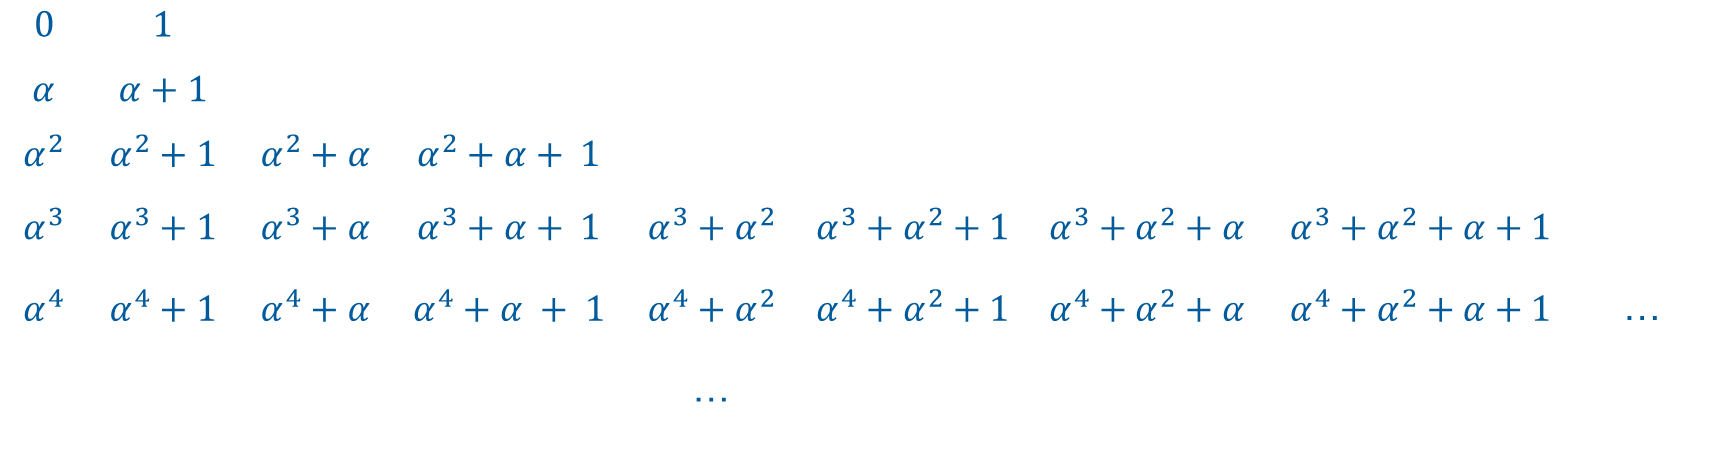 0 1
α α + 1
α² α² + 1 α² + α α² + α + 1
α³ α³ + 1 α³ + α α³ + α + 1 α³ + α² α³ + α² + 1 α³ + α² + α α³ + α² + α + 1
α⁴ α⁴ + 1 α⁴ + α α⁴ + α + 1 α⁴ + α² α⁴ + α² + 1 α⁴ + α² + α α⁴ + α² + α + 1 …
…